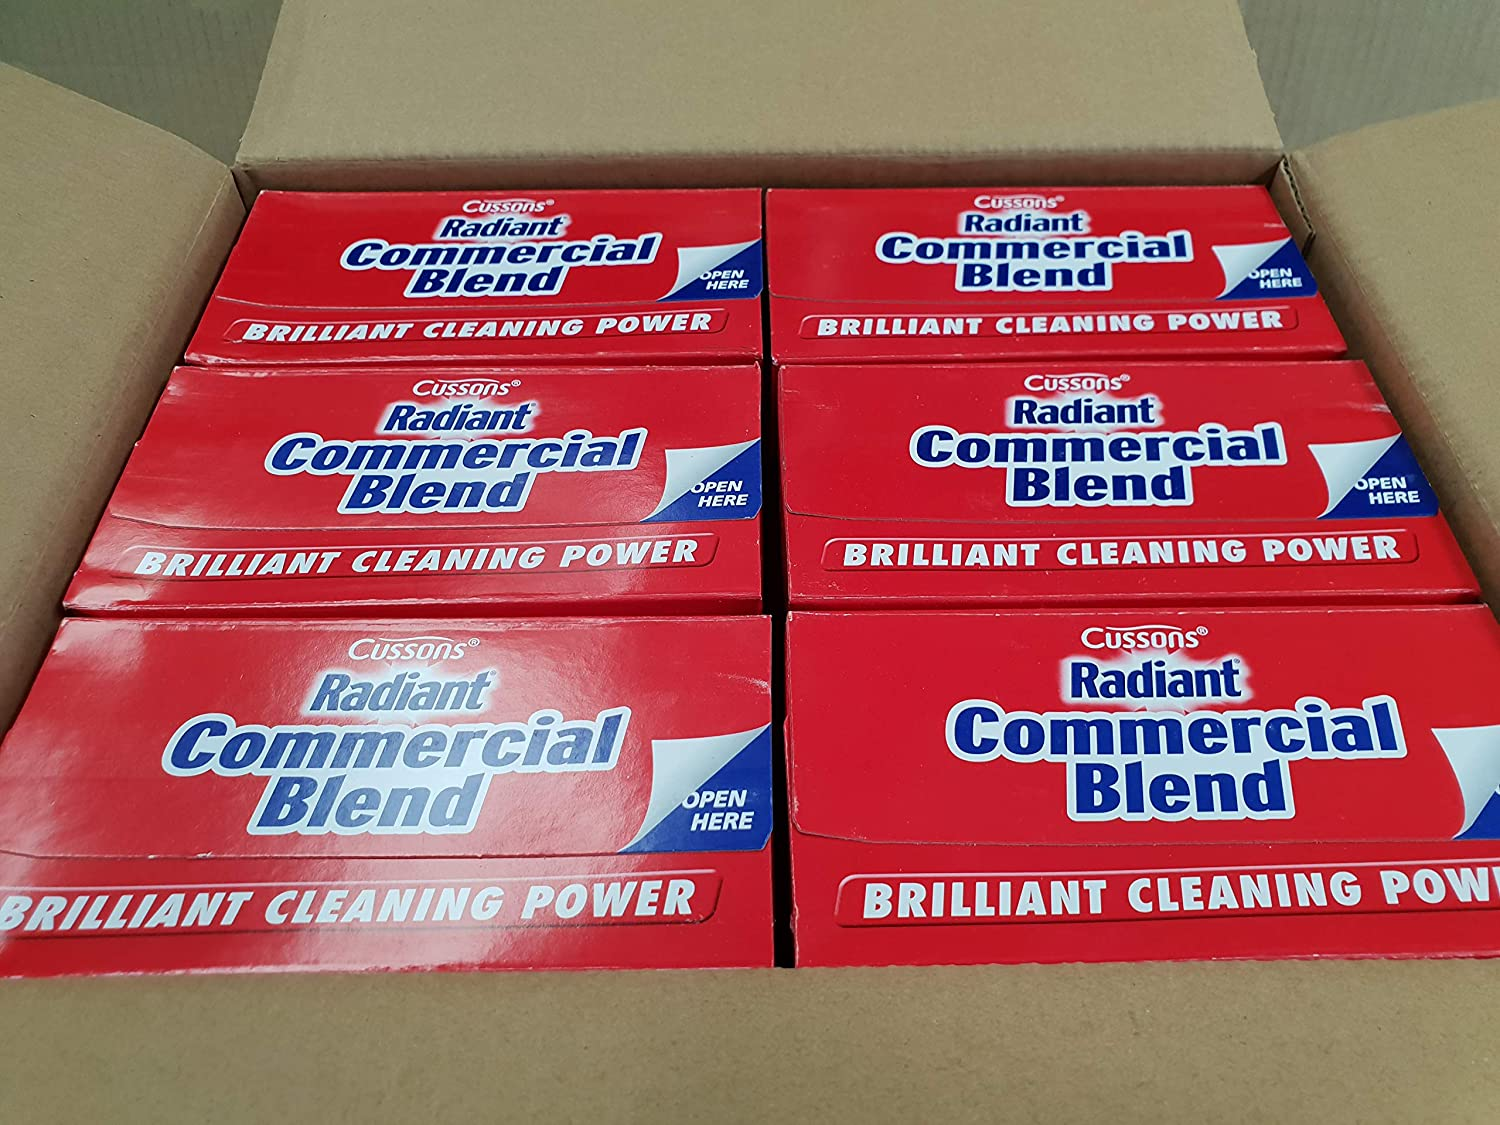 Cussons®
Radiant
Commercial
Blend
OPEN
HERE
BRILLIANT CLEANING POWER
Cussons®
Radiant
Commercial
Blend
OPEN
HERE
BRILLIANT CLEANING POWER
Cussons®
Radiant
Commercial
Blend
OPEN
HERE
BRILLIANT CLEANING POWER
Cussons®
Radiant
Commercial
Blend
OPEN
HERE
BRILLIANT CLEANING POWER
Cussons®
Radiant
Commercial
Blend
OPEN
HERE
BRILLIANT CLEANING POWER
Cussons®
Radiant
Commercial
Blend
BRILLIANT CLEANING POW